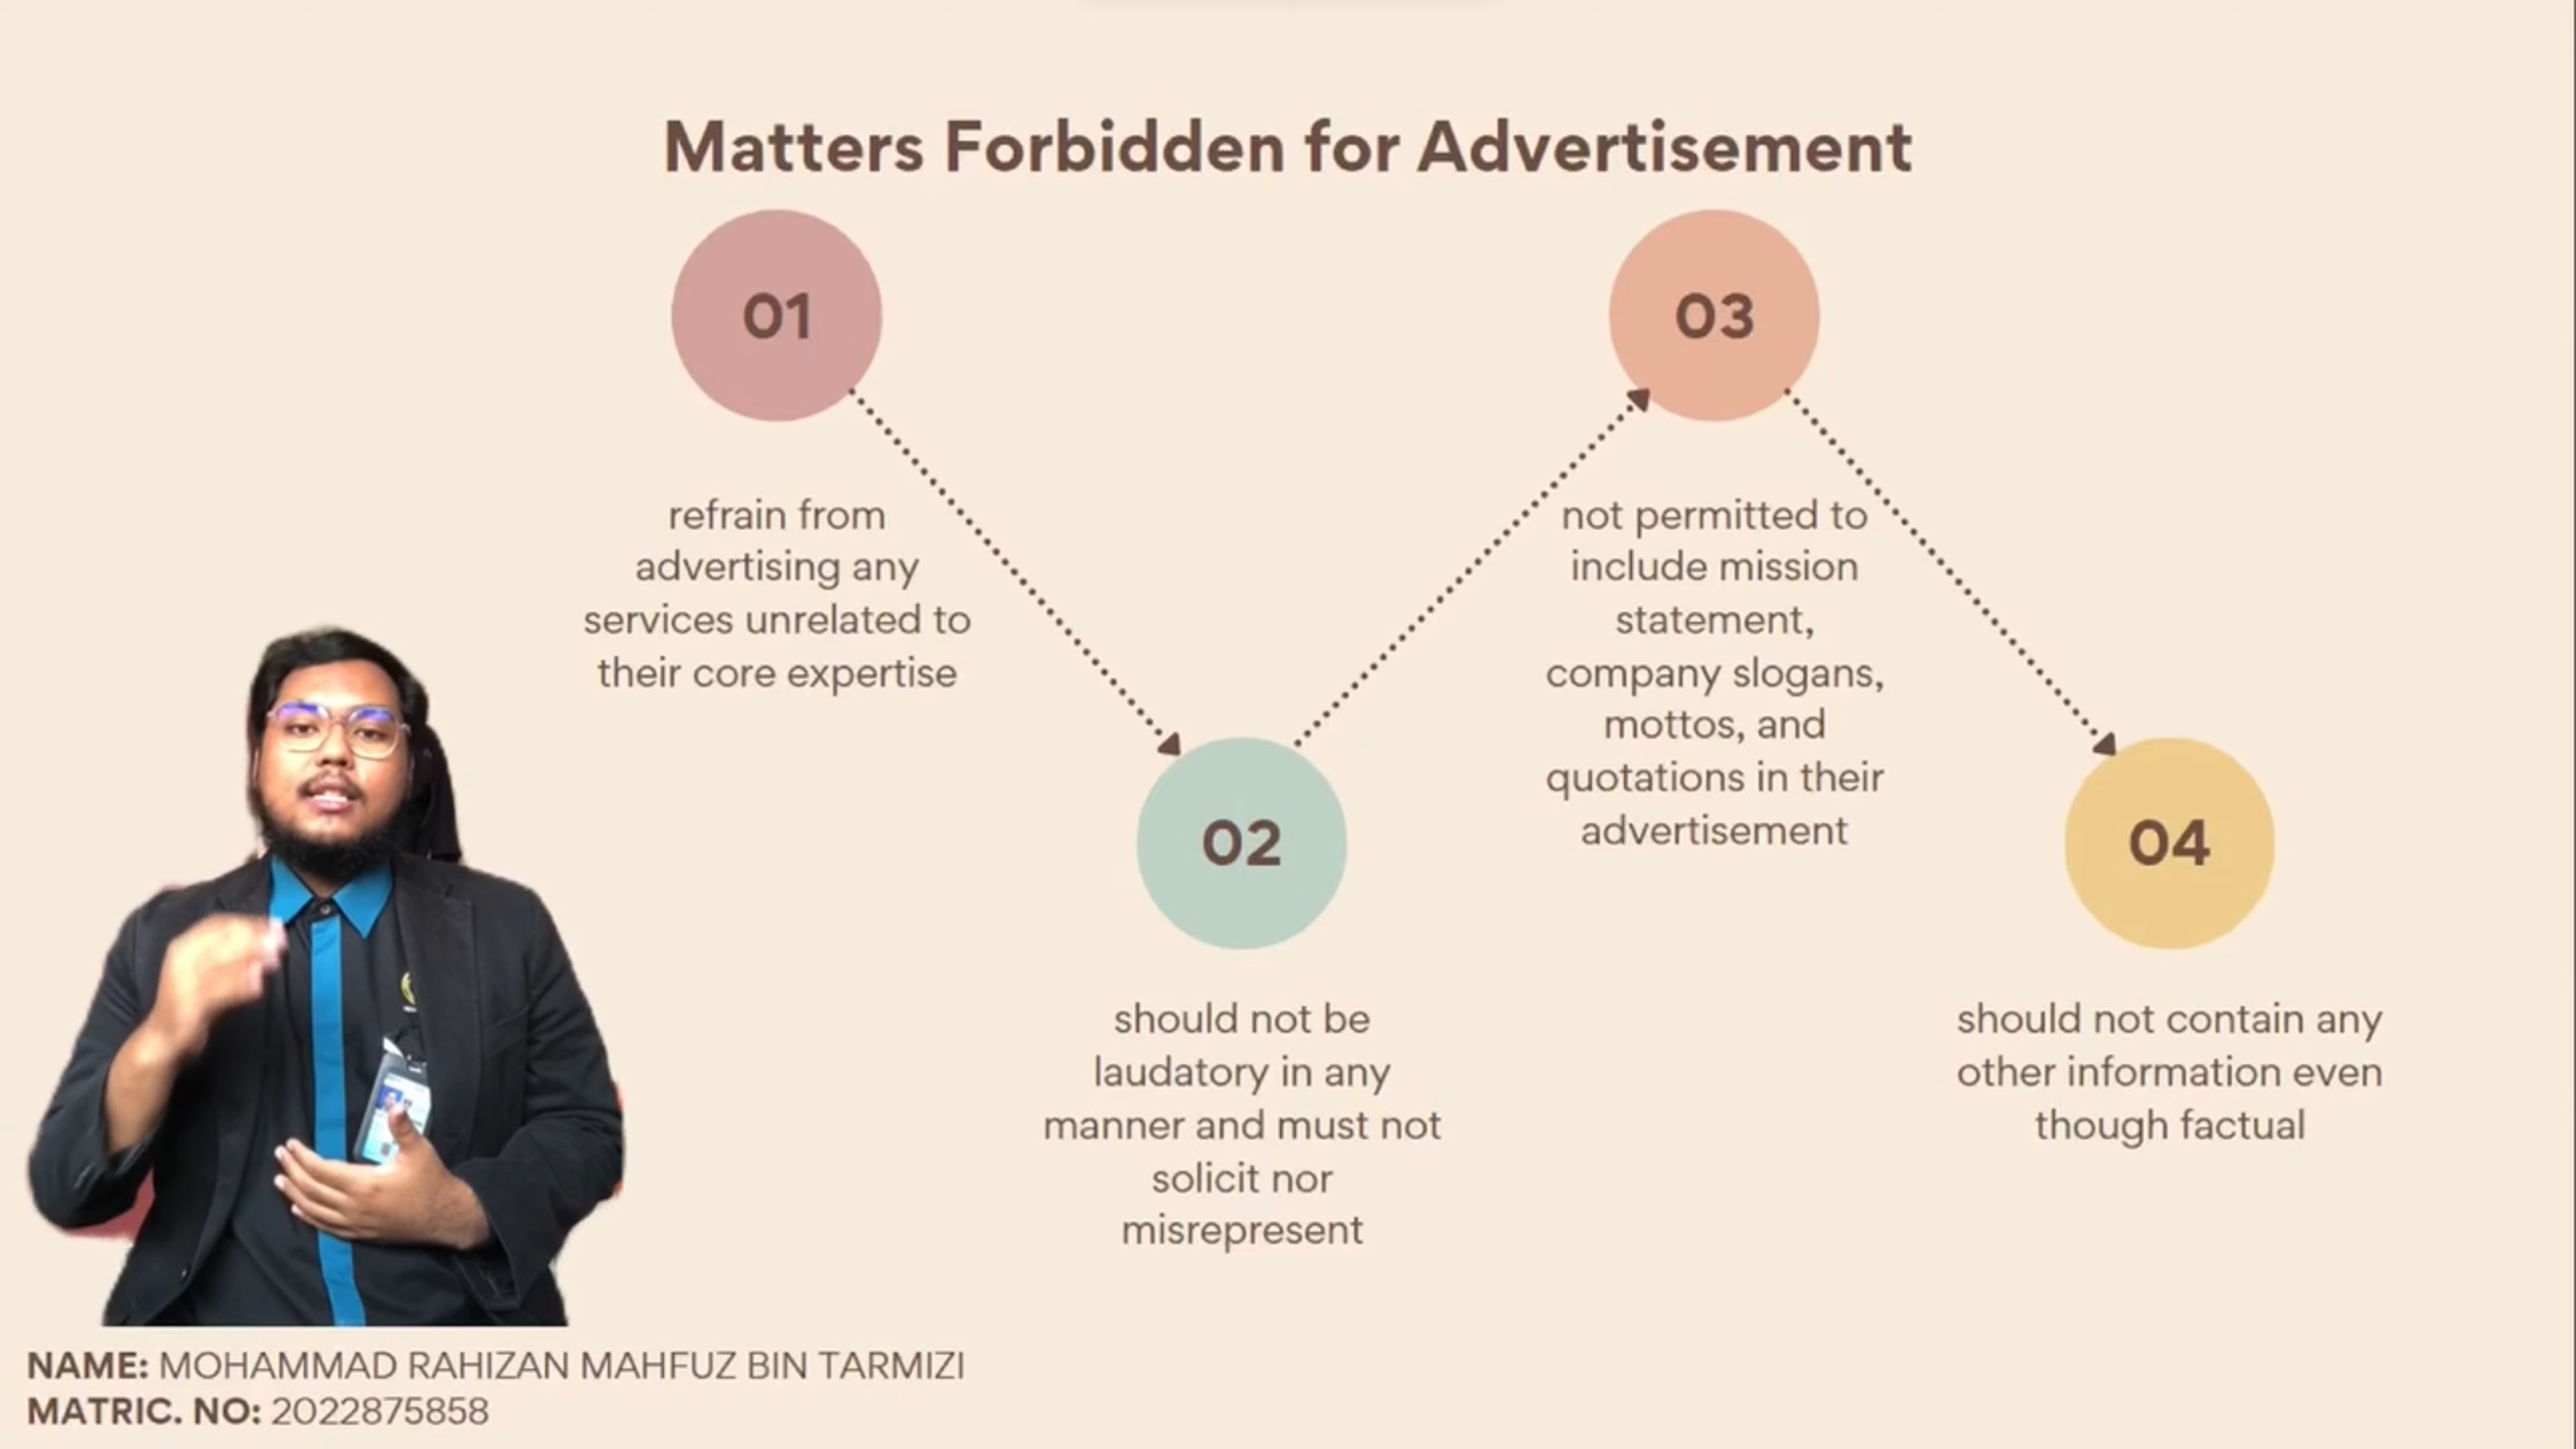 Matters Forbidden for Advertisement
01
refrain from
advertising any
services unrelated to
their core expertise
02
should not be
laudatory in any
manner and must not
solicit nor
misrepresent
03
not permitted to
include mission
statement,
company slogans,
mottos, and
quotations in their
advertisement
04
should not contain any
other information even
though factual
NAME: MOHAMMAD RAHIZAN MAHFUZ BIN TARMIZI
MATRIC. NO: 2022875858